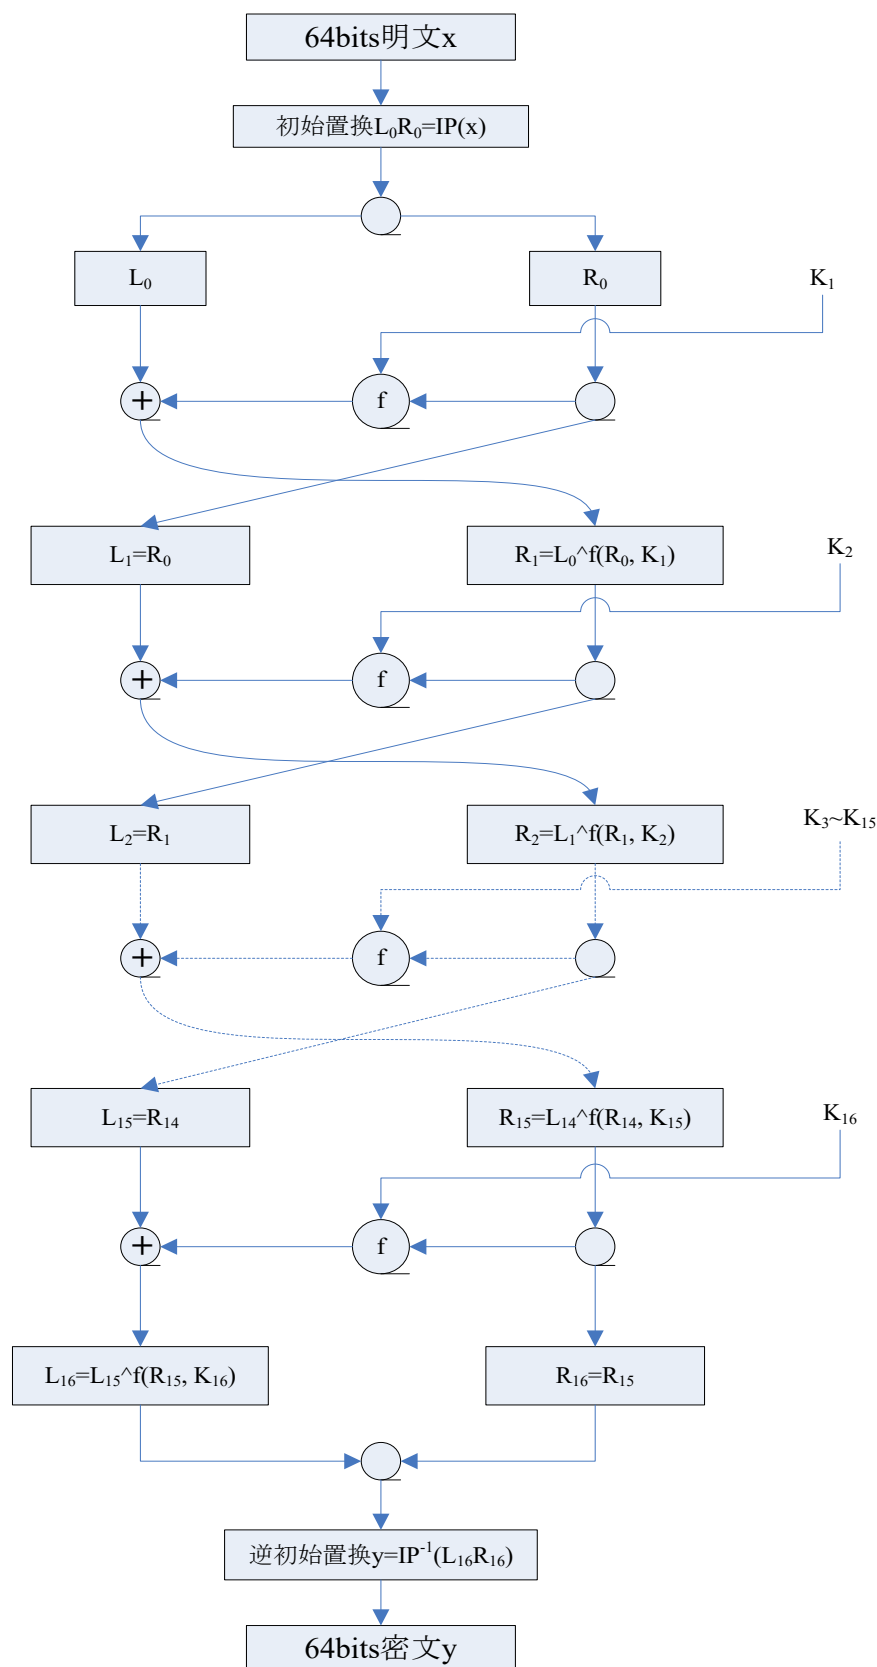 64bits明文x
初始置换L₀R₀=IP(x)
L₀
R₀
K₁
+
f
L₁=R₀
R₁=L₀^f(R₀, K₁)
K₂
+
f
L₂=R₁
R₂=L₁^f(R₁, K₂)
K₃~K₁₅
+
f
L₁₅=R₁₄
R₁₅=L₁₄^f(R₁₄, K₁₅)
K₁₆
+
f
L₁₆=L₁₅^f(R₁₅, K₁₆)
R₁₆=R₁₅
逆初始置换y=IP⁻¹(L₁₆R₁₆)
64bits密文y